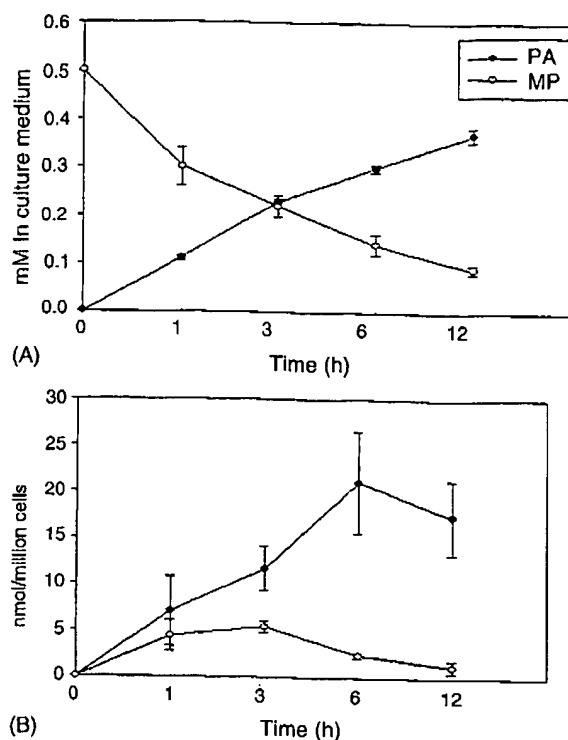 0.6
PA
MP
0.5
0.4
0.3
0.2
0.1
0.0
mM in culture medium
0 1 3 6 12
Time (h)
(A)
30
25
20
15
10
5
0
nmol/million cells
0 1 3 6 12
Time (h)
(B)